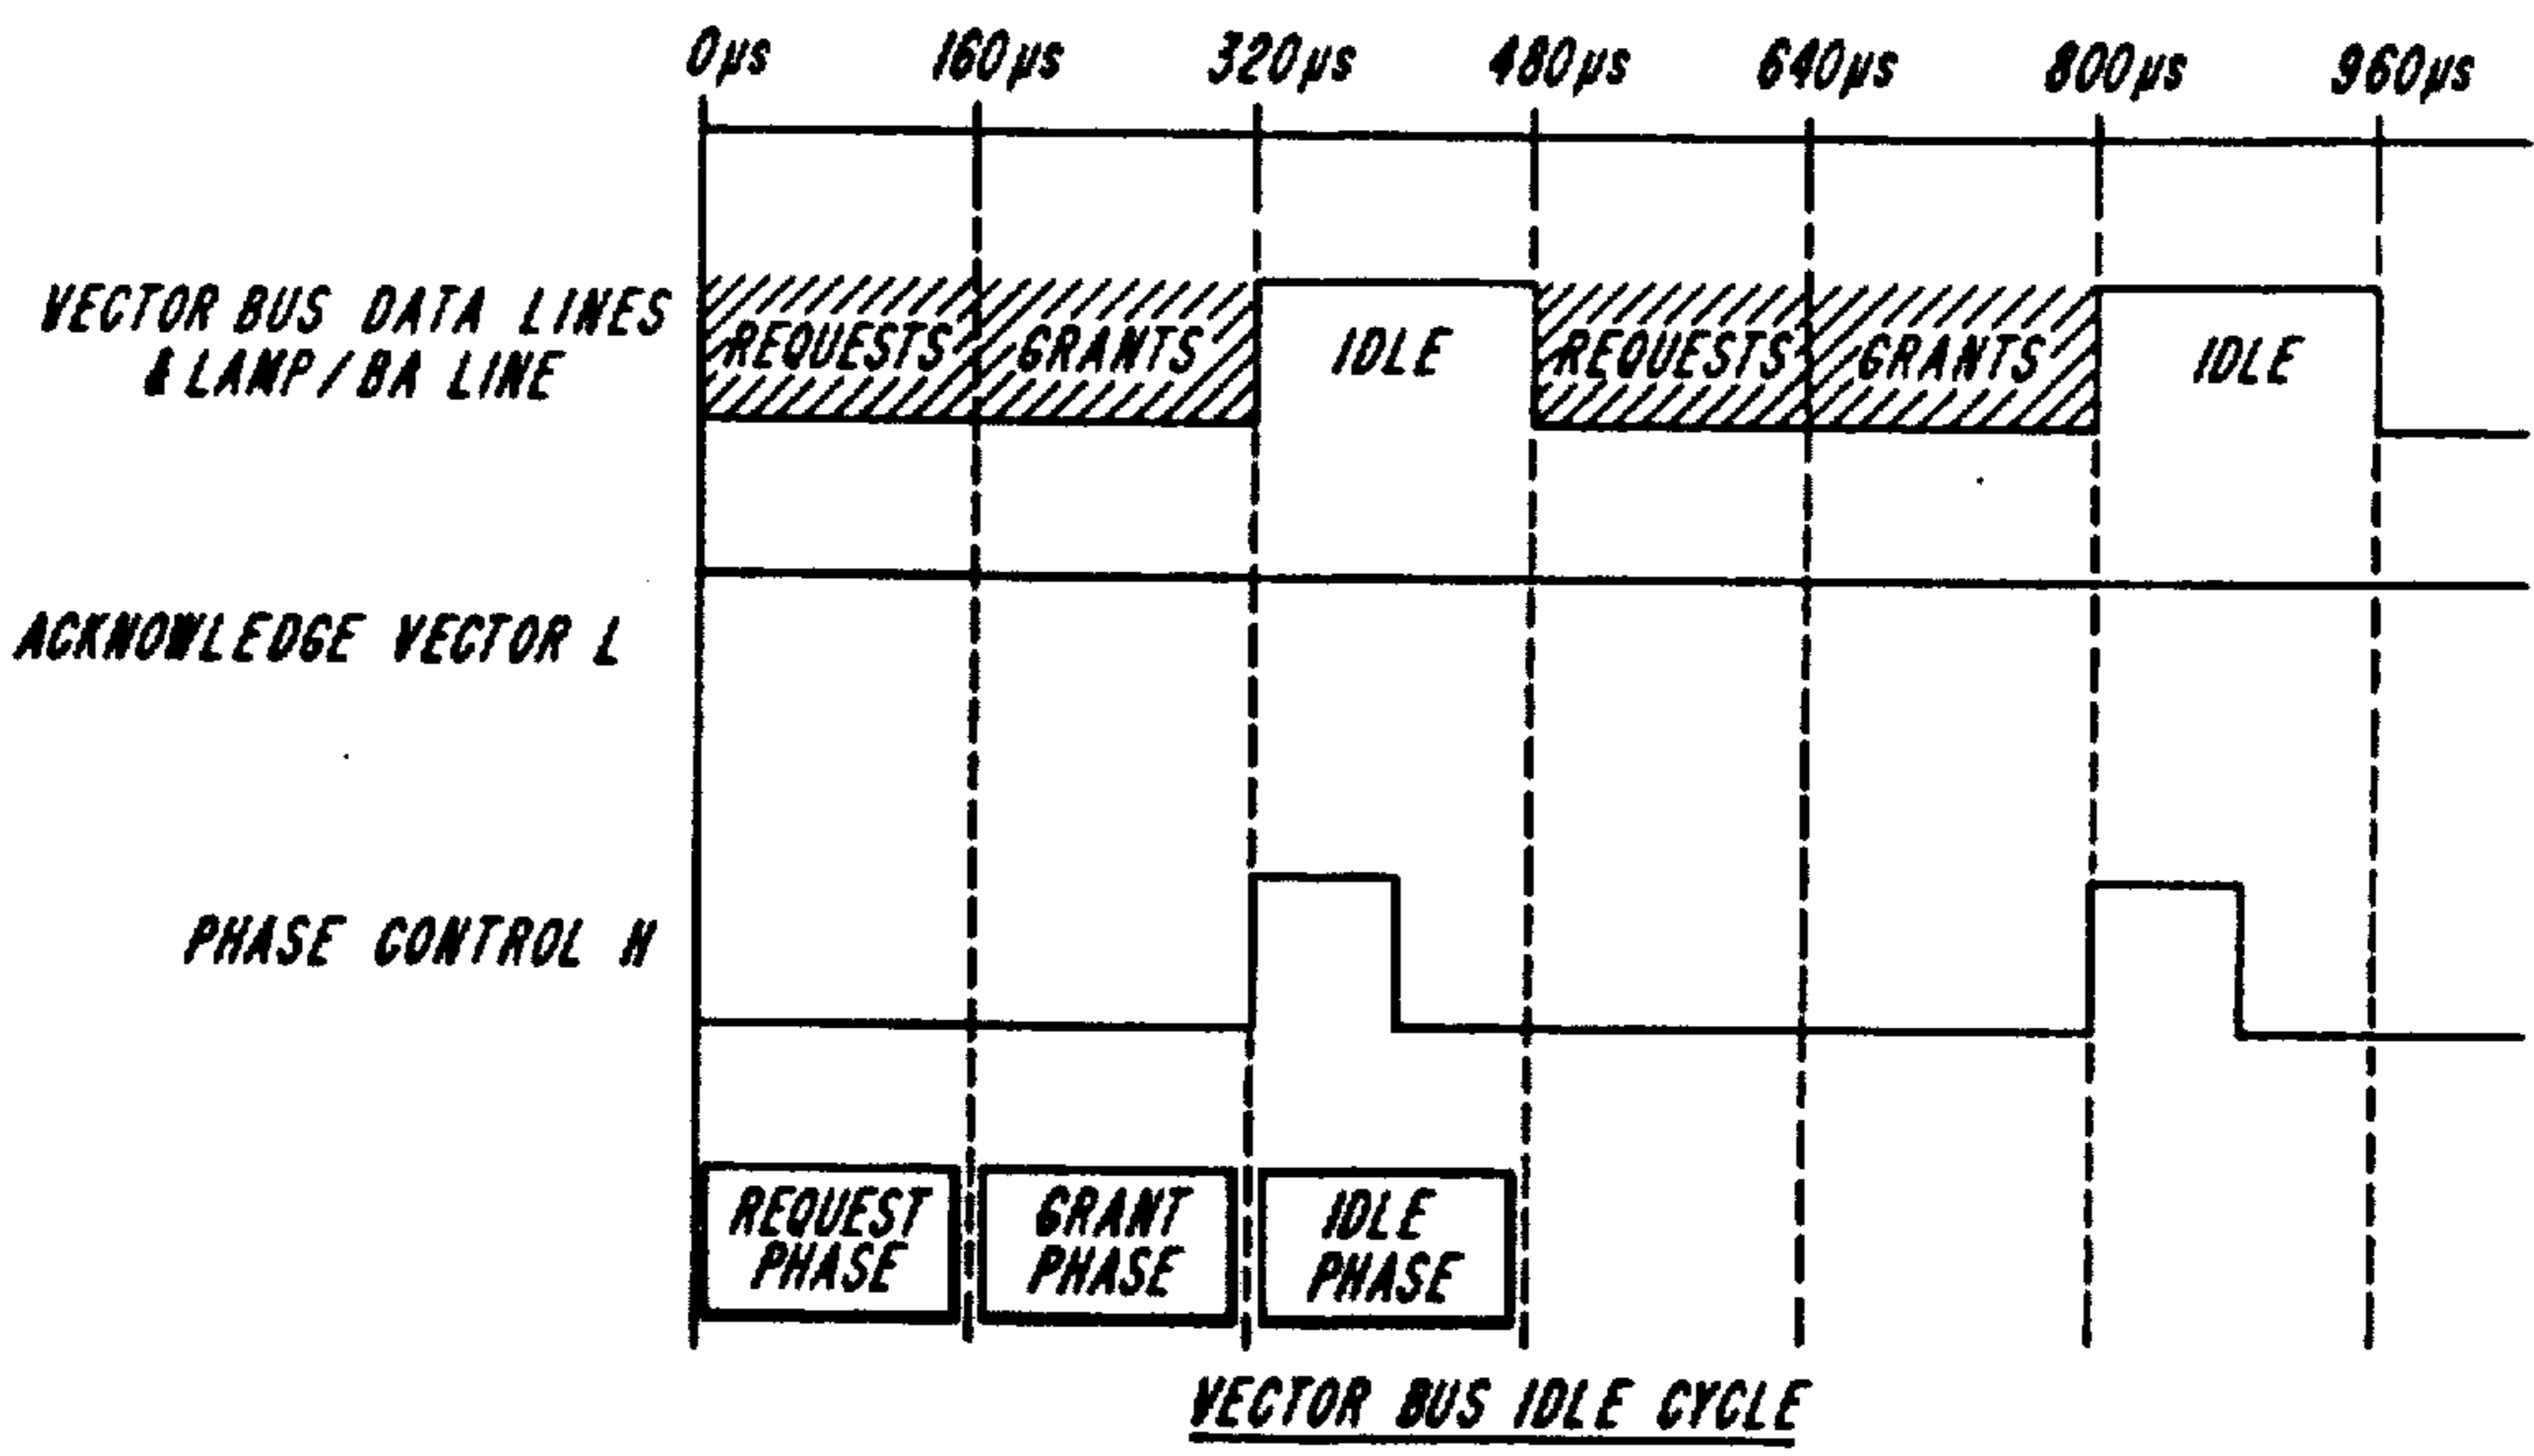 0µs 160µs 320µs 480µs 640µs 800µs 960µs
VECTOR BUS DATA LINES
& LAMP/BA LINE
REQUESTS GRANTS IDLE REQUESTS GRANTS IDLE
ACKNOWLEDGE VECTOR L
PHASE CONTROL H
REQUEST
PHASE
GRANT
PHASE
IDLE
PHASE
VECTOR BUS IDLE CYCLE